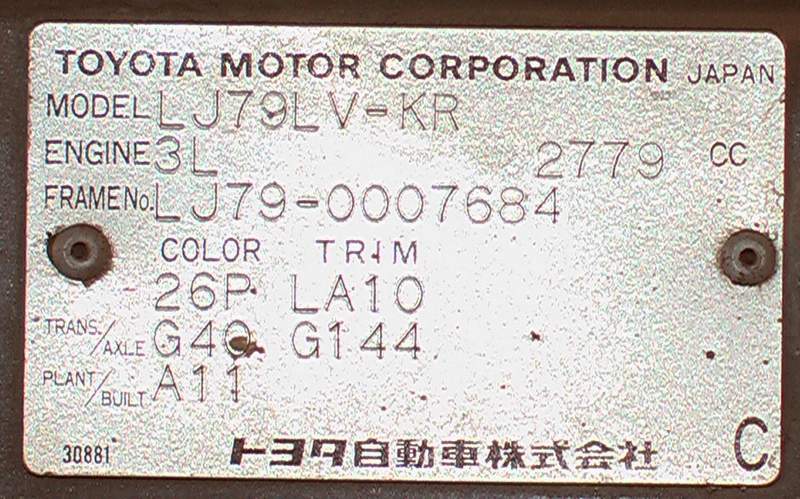 TOYOTA MOTOR CORPORATION JAPAN
MODEL LJ79LV-KR
ENGINE 3L 2779 CC
FRAME No. LJ79-0007684
COLOR TRIM
26P LA10
TRANS./AXLE G40 G144
PLANT/BUILT A11
30881 トヨタ自動車株式会社 C